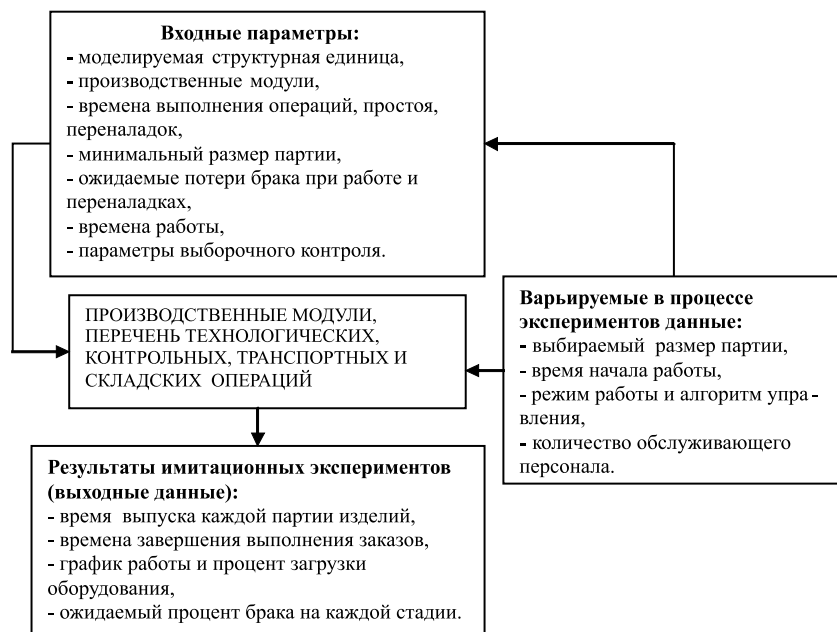 Входные параметры:
- моделируемая структурная единица,
- производственные модули,
- времена выполнения операций, простоя,
переналадок,
- минимальный размер партии,
- ожидаемые потери брака при работе и
переналадках,
- времена работы,
- параметры выборочного контроля.
ПРОИЗВОДСТВЕННЫЕ МОДУЛИ,
ПЕРЕЧЕНЬ ТЕХНОЛОГИЧЕСКИХ,
КОНТРОЛЬНЫХ, ТРАНСПОРТНЫХ И
СКЛАДСКИХ ОПЕРАЦИЙ
Варьируемые в процессе
экспериментов данные:
- выбираемый размер партии,
- время начала работы,
- режим работы и алгоритм упра-
вления,
- количество обслуживающего
персонала.
Результаты имитационных экспериментов
(выходные данные):
- время выпуска каждой партии изделий,
- времена завершения выполнения заказов,
- график работы и процент загрузки
оборудования,
- ожидаемый процент брака на каждой стадии.